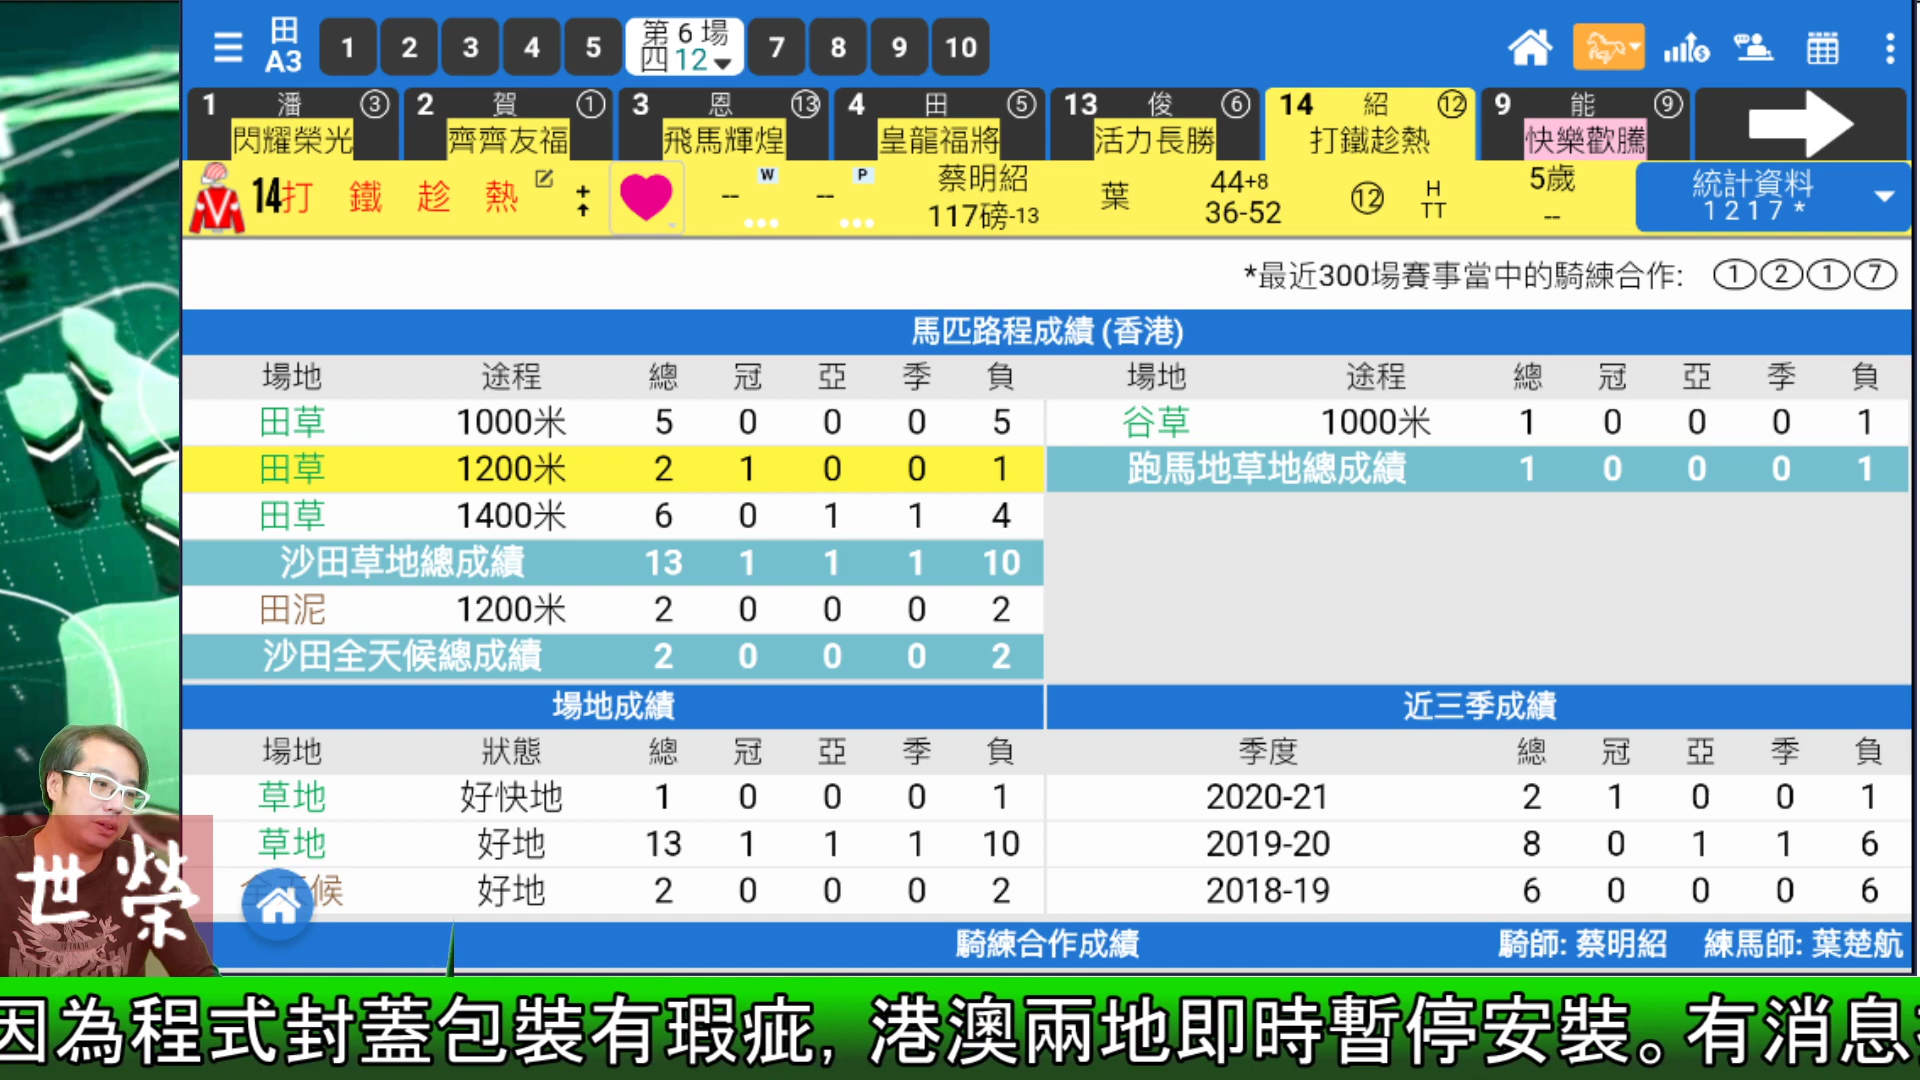 田
A3
1 2 3 4 5 第6場 四12 7 8 9 10
1 潘 ③ 閃耀榮光
2 賀 ① 齊齊友福
3 恩 ⑬ 飛馬輝煌
4 田 ⑤ 皇龍福將
13 俊 ⑥ 活力長勝
14 紹 ⑫ 打鐵趁熱
9 能 ⑨ 快樂歡騰
14打鐵趁熱 + -- W -- P
蔡明紹
117磅-13
葉
44+8
36-52
⑫
H
TT
5歲
--
統計資料
1217*
*最近300場賽事當中的騎練合作: ① ② ① ⑦
馬匹路程成績 (香港)
場地 途程 總 冠 亞 季 負 場地 途程 總 冠 亞 季 負
田草 1000米 5 0 0 0 5 谷草 1000米 1 0 0 0 1
田草 1200米 2 1 0 0 1 跑馬地草地總成績 1 0 0 0 1
田草 1400米 6 0 1 1 4
沙田草地總成績 13 1 1 1 10
田泥 1200米 2 0 0 0 2
沙田全天候總成績 2 0 0 0 2
場地成績 近三季成績
場地 狀態 總 冠 亞 季 負 季度 總 冠 亞 季 負
草地 好快地 1 0 0 0 1 2020-21 2 1 0 0 1
草地 好地 13 1 1 1 10 2019-20 8 0 1 1 6
候 好地 2 0 0 0 2 2018-19 6 0 0 0 6
世榮
騎練合作成績 騎師: 蔡明紹 練馬師: 葉楚航
因為程式封蓋包裝有瑕疵, 港澳兩地即時暫停安裝。有消息